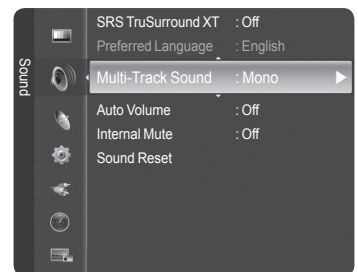 Sound
SRS TruSurround XT : Off
Preferred Language : English
Multi-Track Sound : Mono
Auto Volume : Off
Internal Mute : Off
Sound Reset